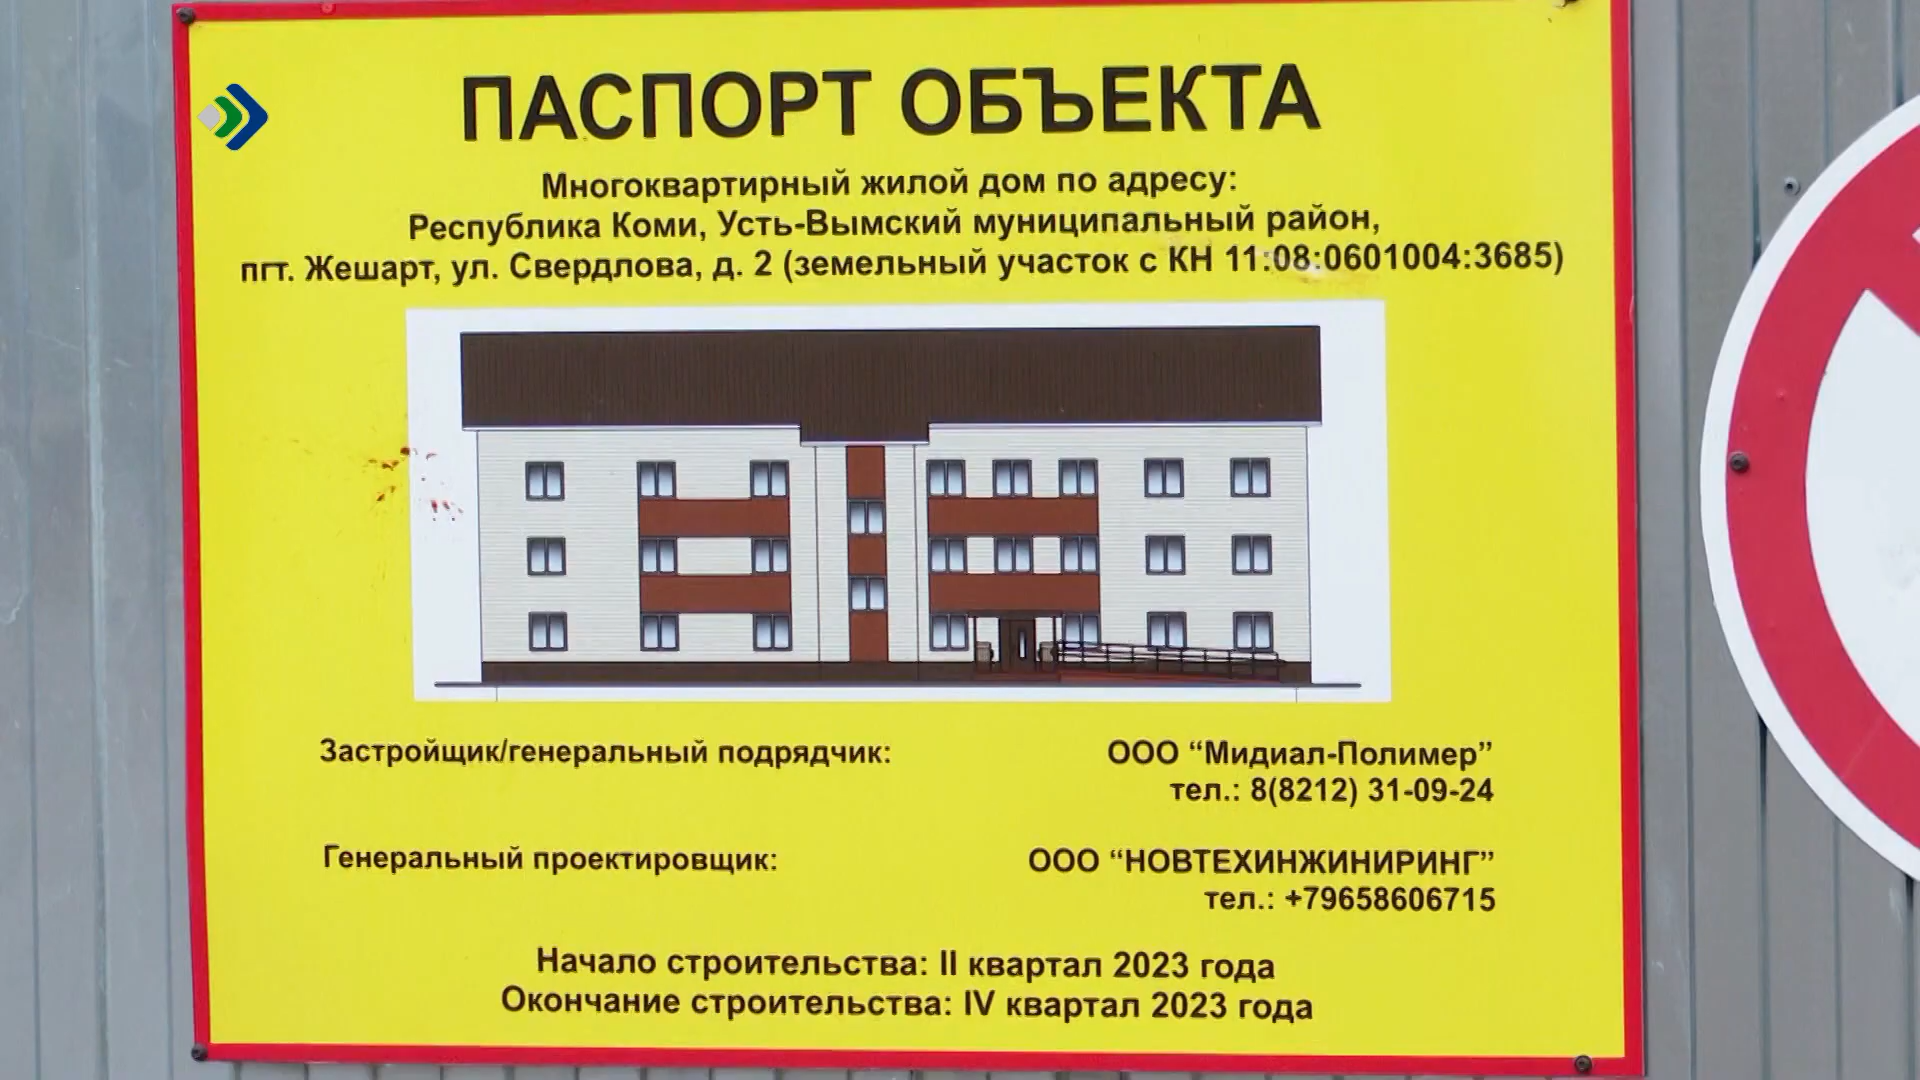 ПАСПОРТ ОБЪЕКТА
Многоквартирный жилой дом по адресу:
Республика Коми, Усть-Вымский муниципальный район,
пгт. Жешарт, ул. Свердлова, д. 2 (земельный участок с КН 11:08:0601004:3685)
Застройщик/генеральный подрядчик: ООО “Мидиал-Полимер”
тел.: 8(8212) 31-09-24
Генеральный проектировщик: ООО “НОВТЕХИНЖИНИРИНГ”
тел.: +79658606715
Начало строительства: II квартал 2023 года
Окончание строительства: IV квартал 2023 года